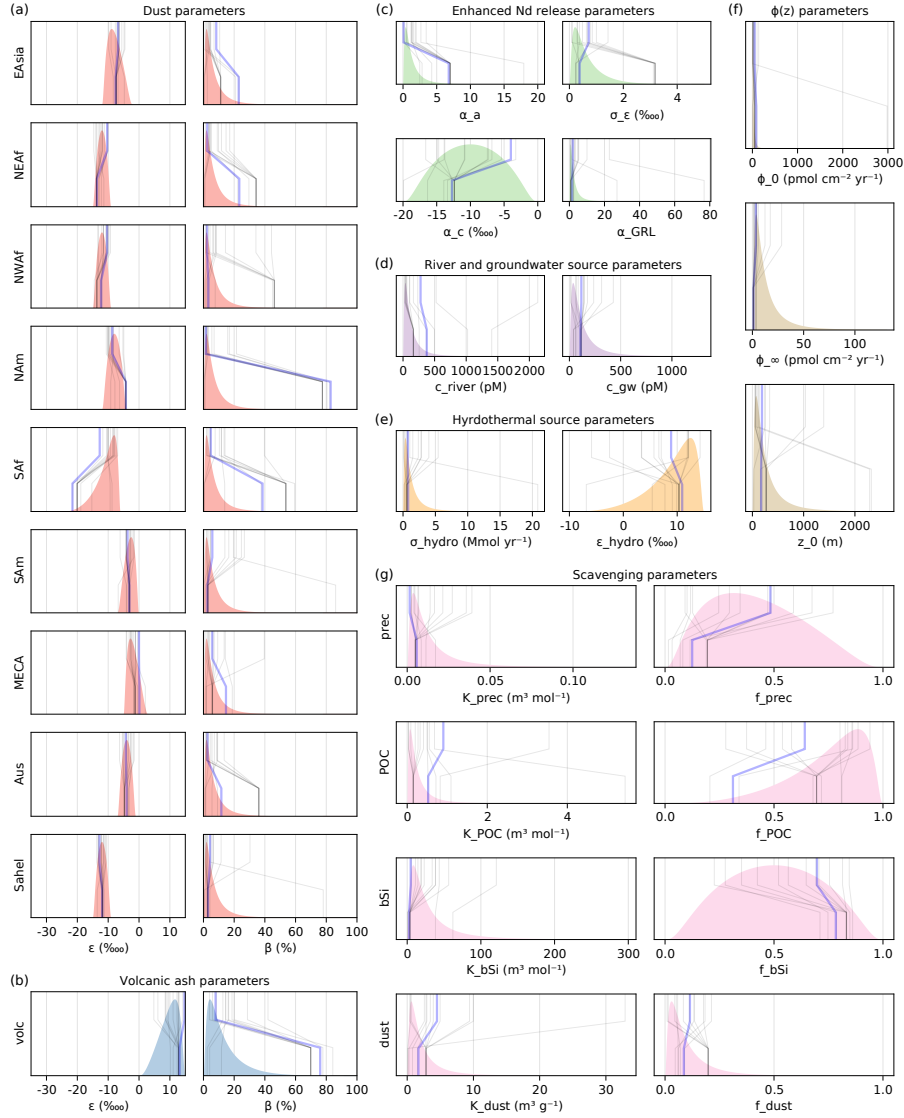 (a) Dust parameters
EAsia
NEAf
NWAf
NAm
SAf
SAm
MECA
Aus
Sahel
-30 -20 -10 0 10
ε (‱)
0 20 40 60 80 100
β (%)
(b) Volcanic ash parameters
volc
-30 -20 -10 0 10
ε (‱)
0 20 40 60 80 100
β (%)
(c) Enhanced Nd release parameters
0 5 10 15 20
α_a
0 2 4
σ_ε (‱)
-20 -15 -10 -5 0
α_c (‱)
0 20 40 60 80
α_GRL
(d) River and groundwater source parameters
0 500 1000 1500 2000
c_river (pM)
0 500 1000
c_gw (pM)
(e) Hyrdothermal source parameters
0 5 10 15 20
σ_hydro (Mmol yr⁻¹)
-10 0 10
ε_hydro (‱)
(f) ϕ(z) parameters
0 1000 2000 3000
ϕ_0 (pmol cm⁻² yr⁻¹)
0 50 100
ϕ_∞ (pmol cm⁻² yr⁻¹)
0 1000 2000
z_0 (m)
(g) Scavenging parameters
prec
0.00 0.05 0.10
K_prec (m³ mol⁻¹)
0.0 0.5 1.0
f_prec
POC
0 2 4
K_POC (m³ mol⁻¹)
0.0 0.5 1.0
f_POC
bSi
0 100 200 300
K_bSi (m³ mol⁻¹)
0.0 0.5 1.0
f_bSi
dust
0 10 20 30
K_dust (m³ g⁻¹)
0.0 0.5 1.0
f_dust